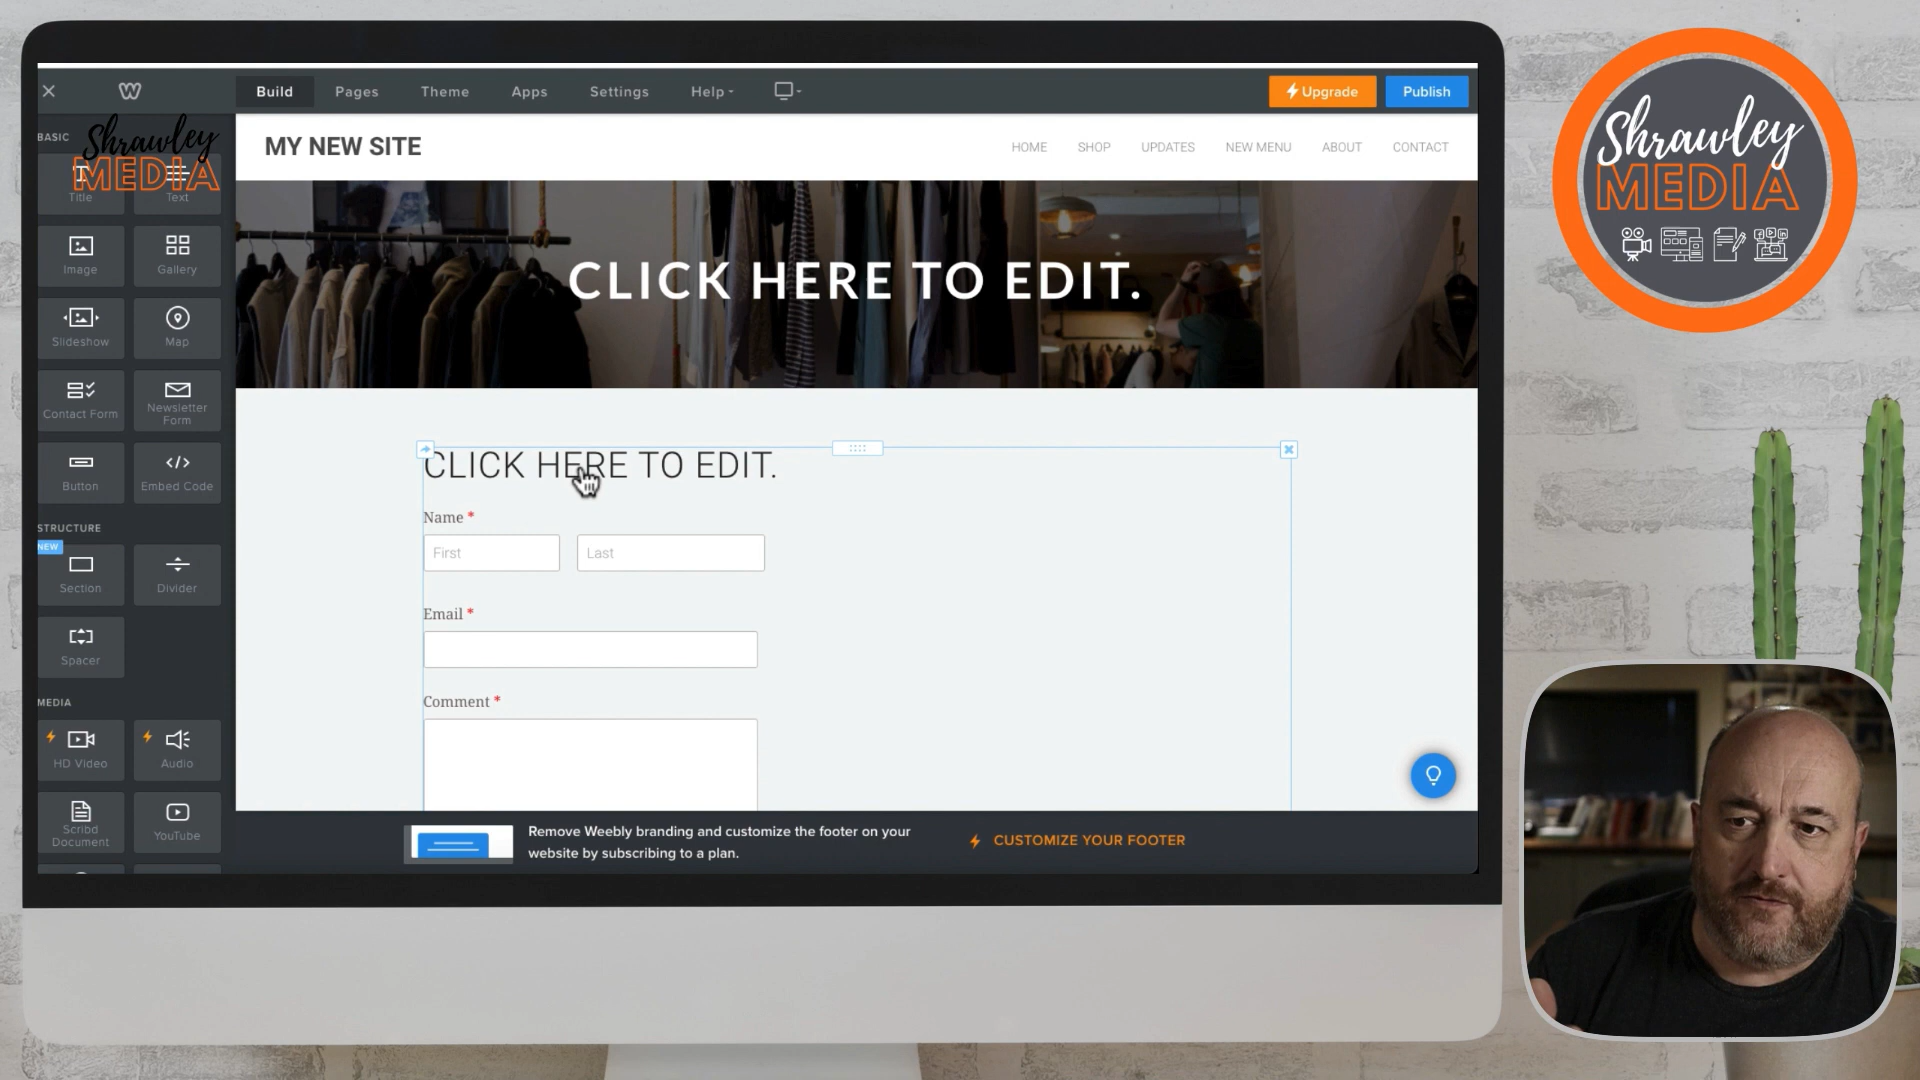 Build
Pages
Theme
Apps
Settings
Help
Upgrade
Publish
BASIC
Shrawley
MEDIA
Title
Text
Image
Gallery
Slideshow
Map
Contact Form
Newsletter
Form
Button
Embed Code
STRUCTURE
NEW
Section
Divider
Spacer
MEDIA
HD Video
Audio
Scribd
Document
YouTube
MY NEW SITE
HOME
SHOP
UPDATES
NEW MENU
ABOUT
CONTACT
CLICK HERE TO EDIT.
CLICK HERE TO EDIT.
Name *
First
Last
Email *
Comment *
Remove Weebly branding and customize the footer on your
website by subscribing to a plan.
CUSTOMIZE YOUR FOOTER
Shrawley
MEDIA